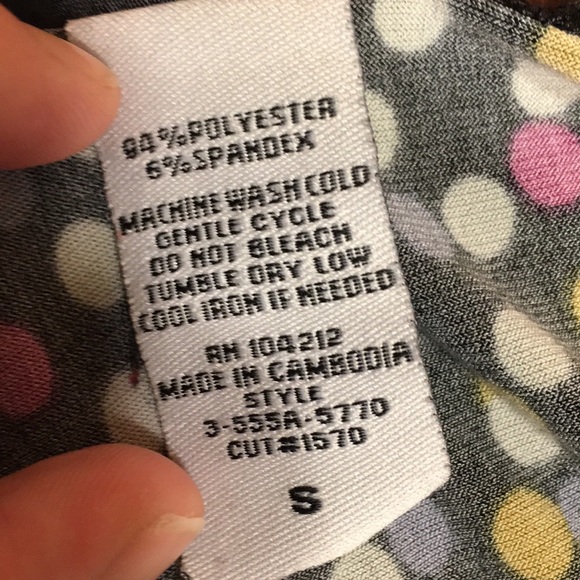 94% POLYESTER
6% SPANDEX
MACHINE WASH COLD
GENTLE CYCLE
DO NOT BLEACH
TUMBLE DRY LOW
COOL IRON IF NEEDED
RN 104212
MADE IN CAMBODIA
STYLE
3-555A-5770
CUT#1570
S